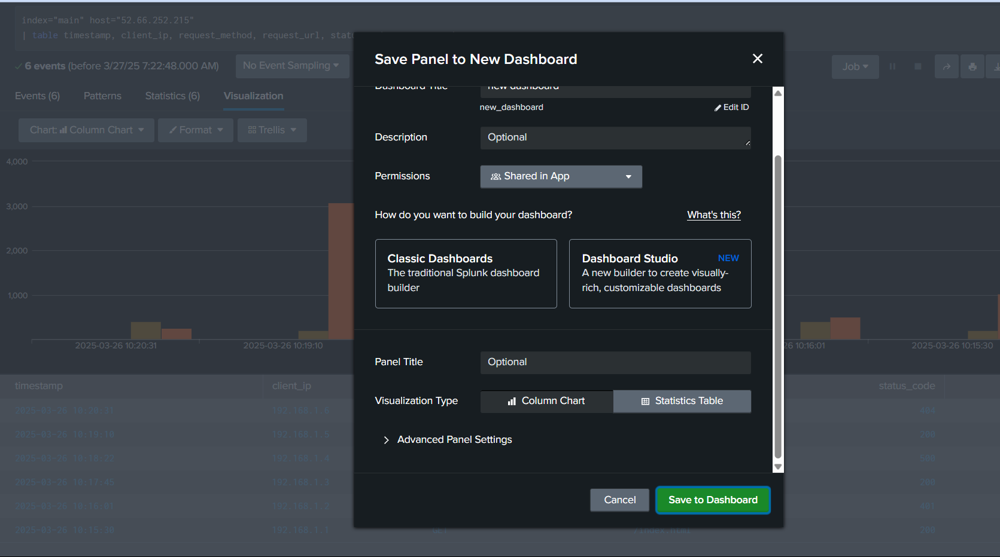 index="main" host="52.66.252.215"
| table timestamp, client_ip, request_method, request_url,
6 events (before 3/27/25 7:22:48.000 AM)
No Event Sampling
Job
Events (6)
Patterns
Statistics (6)
Visualization
Chart: Column Chart
Format
Trellis
4,000
3,000
2,000
1,000
2025-03-26 10:20:31
2025-03-26 10:19:10
26 10:16:01
2025-03-26 10:15:30
timestamp
client_ip
status_code
2025-03-26 10:20:31 192.168.1.6 404
2025-03-26 10:19:10 192.168.1.5 200
2025-03-26 10:18:22 192.168.1.4 500
2025-03-26 10:17:45 192.168.1.3 200
2025-03-26 10:16:01 192.168.1.2 401
2025-03-26 10:15:30 192.168.1.1 GET /index.html 200
Save Panel to New Dashboard
Dashboard Title
new dashboard
new_dashboard
Edit ID
Description
Optional
Permissions
Shared in App
How do you want to build your dashboard?
What's this?
Classic Dashboards
The traditional Splunk dashboard
builder
Dashboard Studio
NEW
A new builder to create visually-
rich, customizable dashboards
Panel Title
Optional
Visualization Type
Column Chart
Statistics Table
Advanced Panel Settings
Cancel
Save to Dashboard